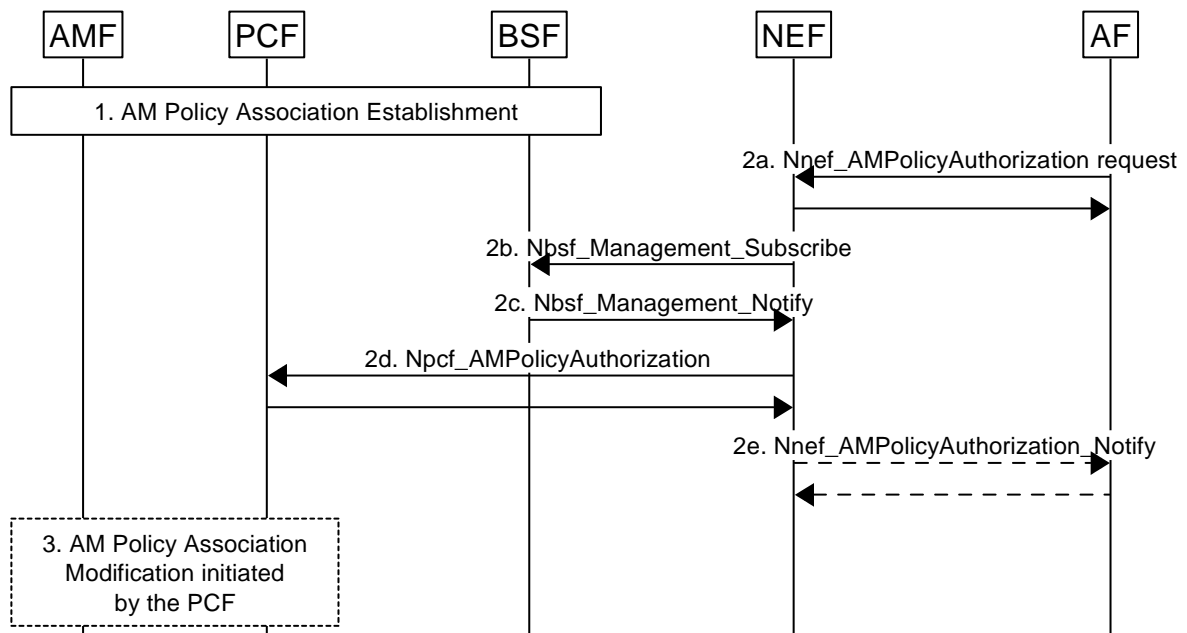 AMF
PCF
BSF
NEF
AF
1. AM Policy Association Establishment
2a. Nnef_AMPolicyAuthorization request
2b. Nbsf_Management_Subscribe
2c. Nbsf_Management_Notify
2d. Npcf_AMPolicyAuthorization
2e. Nnef_AMPolicyAuthorization_Notify
3. AM Policy Association
Modification initiated
by the PCF